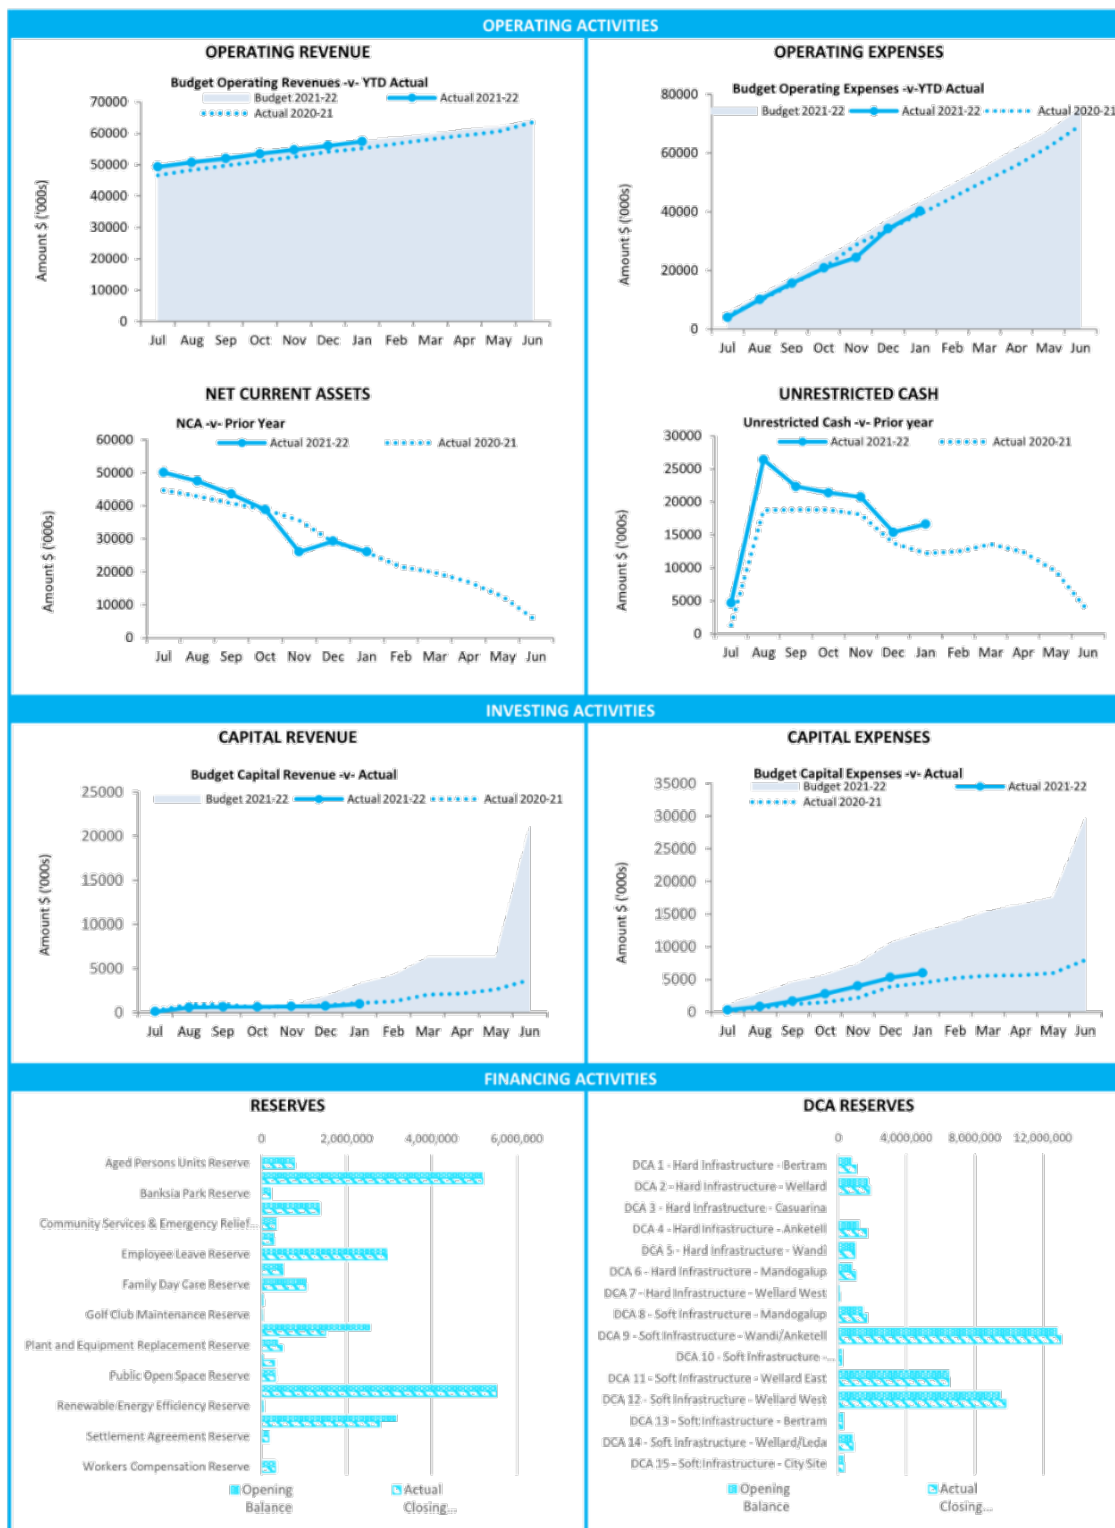 OPERATING ACTIVITIES
OPERATING REVENUE
Budget Operating Revenues -v- YTD Actual
Budget 2021-22 Actual 2021-22
Actual 2020-21
Amount $ ('000s)
70000
60000
50000
40000
30000
20000
10000
0
Jul Aug Sep Oct Nov Dec Jan Feb Mar Apr May Jun
OPERATING EXPENSES
Budget Operating Expenses -v-YTD Actual
Budget 2021-22 Actual 2021-22 Actual 2020-21
Amount $ ('000s)
80000
60000
40000
20000
0
Jul Aug Sep Oct Nov Dec Jan Feb Mar Apr May Jun
NET CURRENT ASSETS
NCA -v- Prior Year
Actual 2021-22 Actual 2020-21
Amount $ ('000s)
60000
50000
40000
30000
20000
10000
0
Jul Aug Sep Oct Nov Dec Jan Feb Mar Apr May Jun
UNRESTRICTED CASH
Unrestricted Cash -v- Prior year
Actual 2021-22 Actual 2020-21
Amount $ ('000s)
30000
25000
20000
15000
10000
5000
0
Jul Aug Sep Oct Nov Dec Jan Feb Mar Apr May Jun
INVESTING ACTIVITIES
CAPITAL REVENUE
Budget Capital Revenue -v- Actual
Budget 2021-22 Actual 2021-22 Actual 2020-21
Amount $ ('000s)
25000
20000
15000
10000
5000
0
Jul Aug Sep Oct Nov Dec Jan Feb Mar Apr May Jun
CAPITAL EXPENSES
Budget Capital Expenses -v- Actual
Budget 2021-22 Actual 2021-22
Actual 2020-21
Amount $ ('000s)
35000
30000
25000
20000
15000
10000
5000
0
Jul Aug Sep Oct Nov Dec Jan Feb Mar Apr May Jun
FINANCING ACTIVITIES
RESERVES
0 2,000,000 4,000,000 6,000,000
Aged Persons Units Reserve
Banksia Park Reserve
Community Services & Emergency Relief...
Employee Leave Reserve
Family Day Care Reserve
Golf Club Maintenance Reserve
Plant and Equipment Replacement Reserve
Public Open Space Reserve
Renewable Energy Efficiency Reserve
Settlement Agreement Reserve
Workers Compensation Reserve
Opening Actual
Balance Closing...
DCA RESERVES
0 4,000,000 8,000,000 12,000,000
DCA 1 - Hard Infrastructure - Bertram
DCA 2 - Hard Infrastructure - Wellard
DCA 3 - Hard Infrastructure - Casuarina
DCA 4 - Hard Infrastructure - Anketell
DCA 5 - Hard Infrastructure - Wandi
DCA 6 - Hard Infrastructure - Mandogalup
DCA 7 - Hard Infrastructure - Wellard West
DCA 8 - Soft Infrastructure - Mandogalup
DCA 9 - Soft Infrastructure - Wandi/Anketell
DCA 10 - Soft Infrastructure -...
DCA 11 - Soft Infrastructure - Wellard East
DCA 12 - Soft Infrastructure - Wellard West
DCA 13 - Soft Infrastructure - Bertram
DCA 14 - Soft Infrastructure - Wellard/Leda
DCA 15 - Soft Infrastructure - City Site
Opening Actual
Balance Closing...